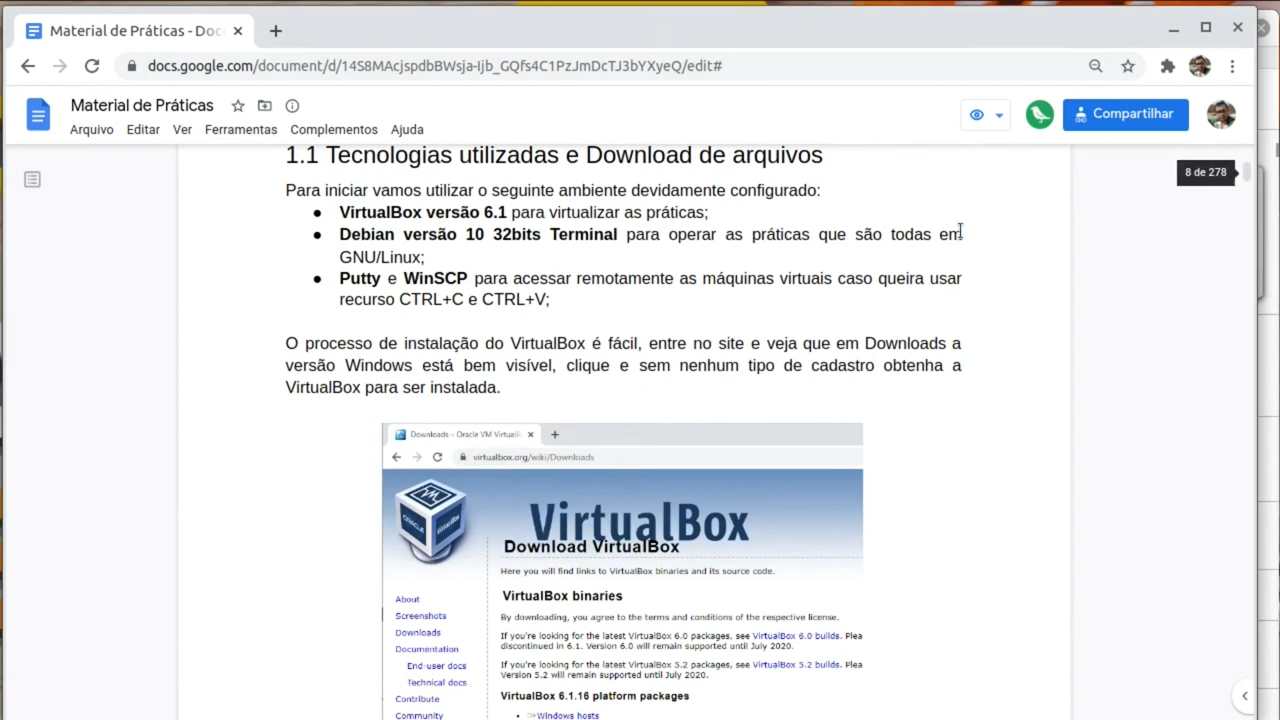 Material de Práticas - Doc
docs.google.com/document/d/14S8MAcjspdbBWsja-Ijb_GQfs4C1PzJmDcTJ3bYXyeQ/edit#
Material de Práticas
Compartilhar
Arquivo Editar Ver Ferramentas Complementos Ajuda
8 de 278
1.1 Tecnologias utilizadas e Download de arquivos
Para iniciar vamos utilizar o seguinte ambiente devidamente configurado:
● VirtualBox versão 6.1 para virtualizar as práticas;
● Debian versão 10 32bits Terminal para operar as práticas que são todas em
GNU/Linux;
● Putty e WinSCP para acessar remotamente as máquinas virtuais caso queira usar
recurso CTRL+C e CTRL+V;
O processo de instalação do VirtualBox é fácil, entre no site e veja que em Downloads a
versão Windows está bem visível, clique e sem nenhum tipo de cadastro obtenha a
VirtualBox para ser instalada.
Downloads – Oracle VM VirtualB
virtualbox.org/wiki/Downloads
ORACLE
VirtualBox
VirtualBox
Download VirtualBox
Here you will find links to VirtualBox binaries and its source code.
VirtualBox binaries
By downloading, you agree to the terms and conditions of the respective license.
If you're looking for the latest VirtualBox 6.0 packages, see VirtualBox 6.0 builds. Plea
discontinued in 6.1. Version 6.0 will remain supported until July 2020.
If you're looking for the latest VirtualBox 5.2 packages, see VirtualBox 5.2 builds. Plea
Version 5.2 will remain supported until July 2020.
VirtualBox 6.1.16 platform packages
• Windows hosts
About
Screenshots
Downloads
Documentation
End-user docs
Technical docs
Contribute
Community